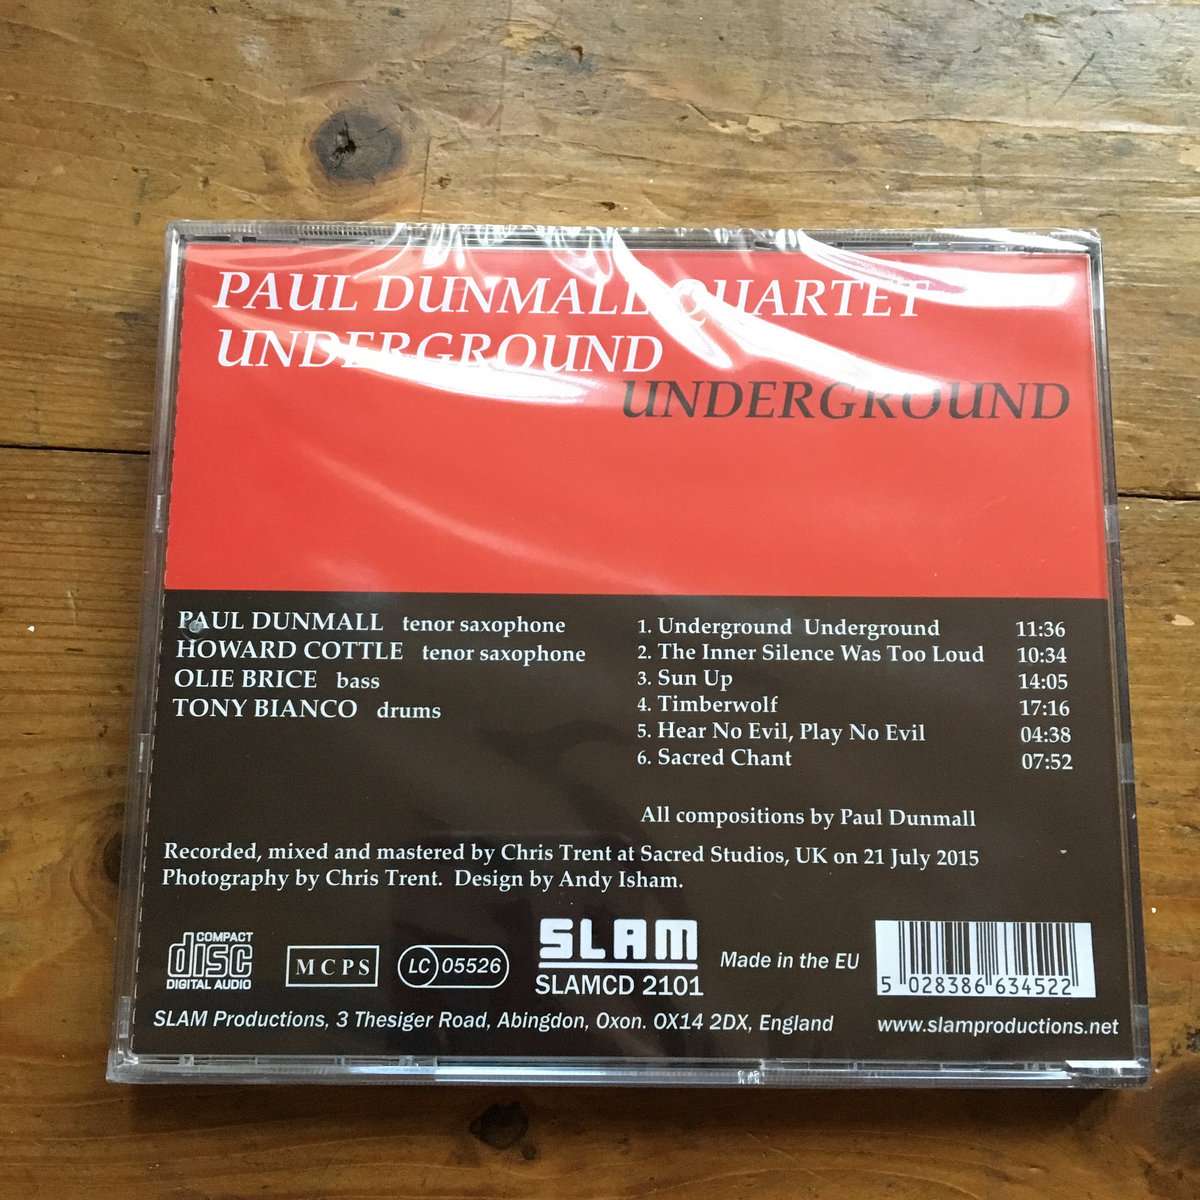 PAUL DUNMALL QUARTET
UNDERGROUND
UNDERGROUND
PAUL DUNMALL tenor saxophone
HOWARD COTTLE tenor saxophone
OLIE BRICE bass
TONY BIANCO drums
1. Underground Underground 11:36
2. The Inner Silence Was Too Loud 10:34
3. Sun Up 14:05
4. Timberwolf 17:16
5. Hear No Evil, Play No Evil 04:38
6. Sacred Chant 07:52
All compositions by Paul Dunmall
Recorded, mixed and mastered by Chris Trent at Sacred Studios, UK on 21 July 2015
Photography by Chris Trent. Design by Andy Isham.
COMPACT
disc
DIGITAL AUDIO
MCPS
LC 05526
SLAM
SLAMCD 2101
Made in the EU
5 028386 634522
SLAM Productions, 3 Thesiger Road, Abingdon, Oxon. OX14 2DX, England
www.slamproductions.net